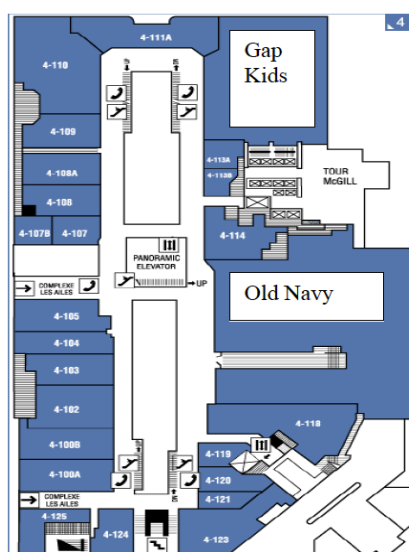 4
4-111A
4-110
Gap
Kids
4-109
4-113A
4-113B
TOUR
McGILL
4-108A
4-108
4-107B
4-107
4-114
PANORAMIC
ELEVATOR
UP
COMPLEXE
LES AILES
Old Navy
4-105
4-104
4-103
4-102
4-118
4-100B
4-119
4-100A
4-120
4-121
COMPLEXE
LES AILES
4-125
4-124
4-123